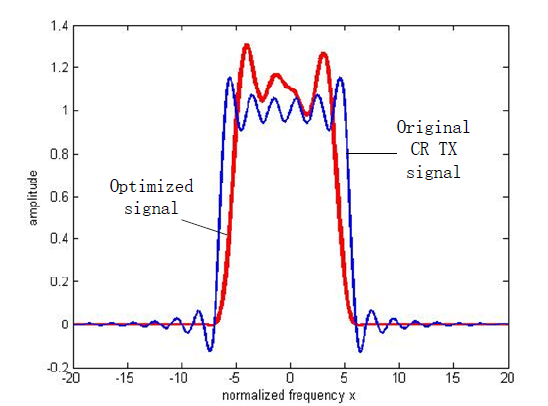 1.4
1.2
1
0.8
0.6
0.4
0.2
0
-0.2
amplitude
Optimized
signal
Original
CR TX
signal
-20 -15 -10 -5 0 5 10 15 20
normalized frequency x